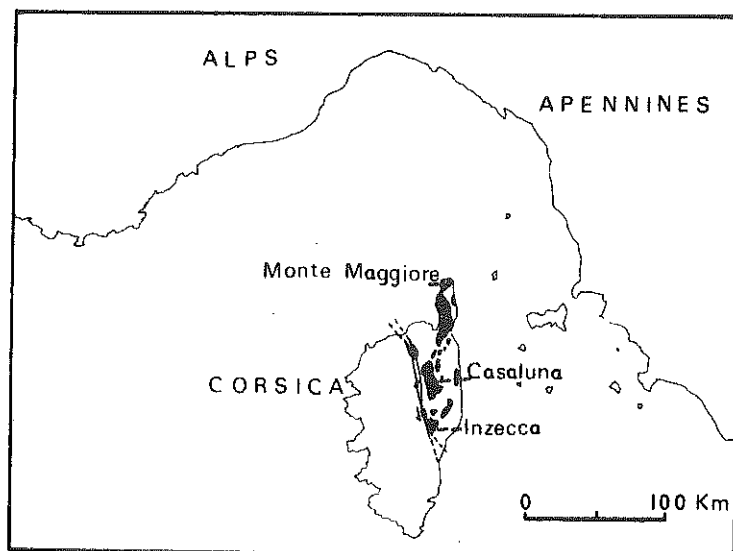 ALPS
APENNINES
Monte Maggiore
CORSICA
Casaluna
Inzecca
0 100 Km